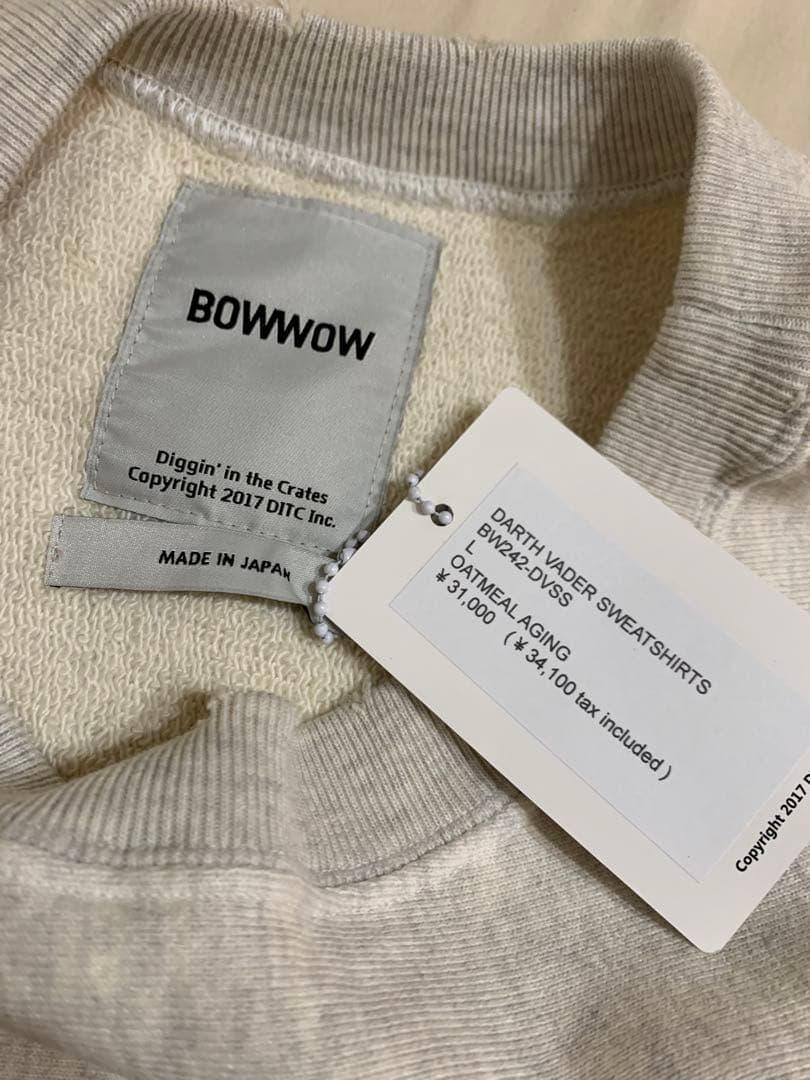 BOWWOW
Diggin' in the Crates
Copyright 2017 DITC Inc.
MADE IN JAPAN
DARTH VADER SWEATSHIRTS
BW242-DVSS
L
OATMEAL AGING
¥31,000 (¥34,100 tax included)
Copyright 2017